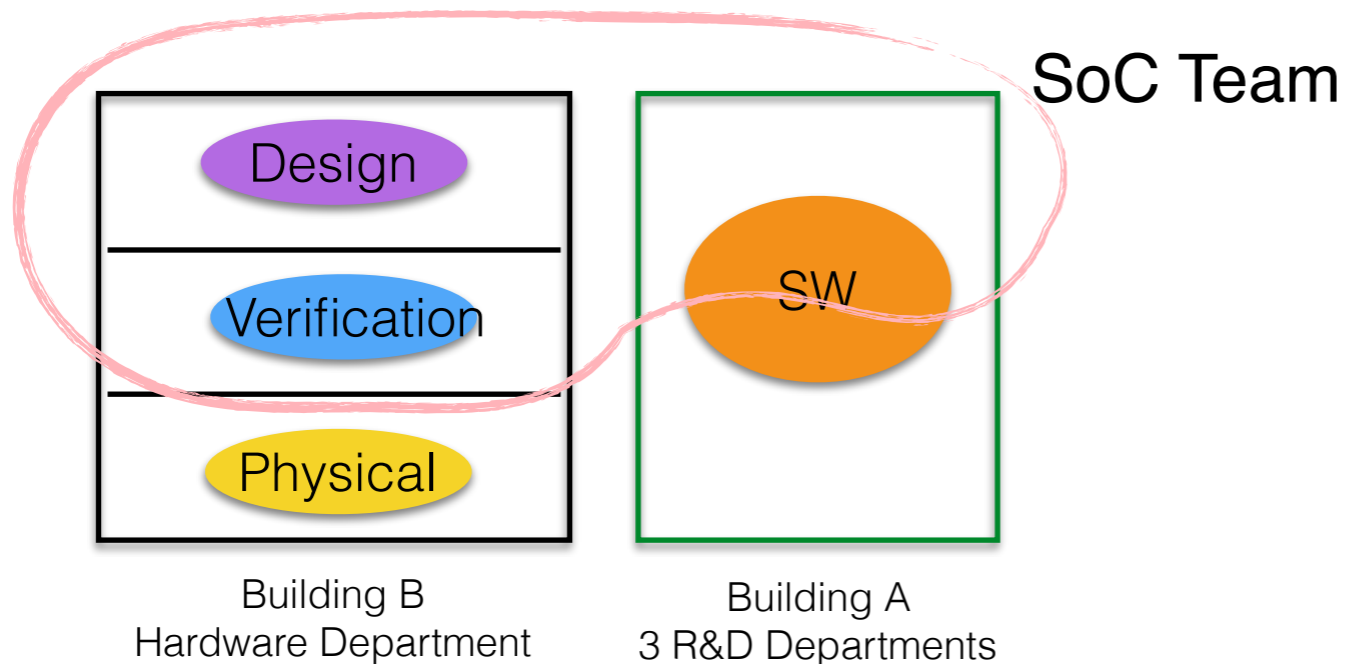 SoC Team
Design
Verification
SW
Physical
Building B
Hardware Department
Building A
3 R&D Departments